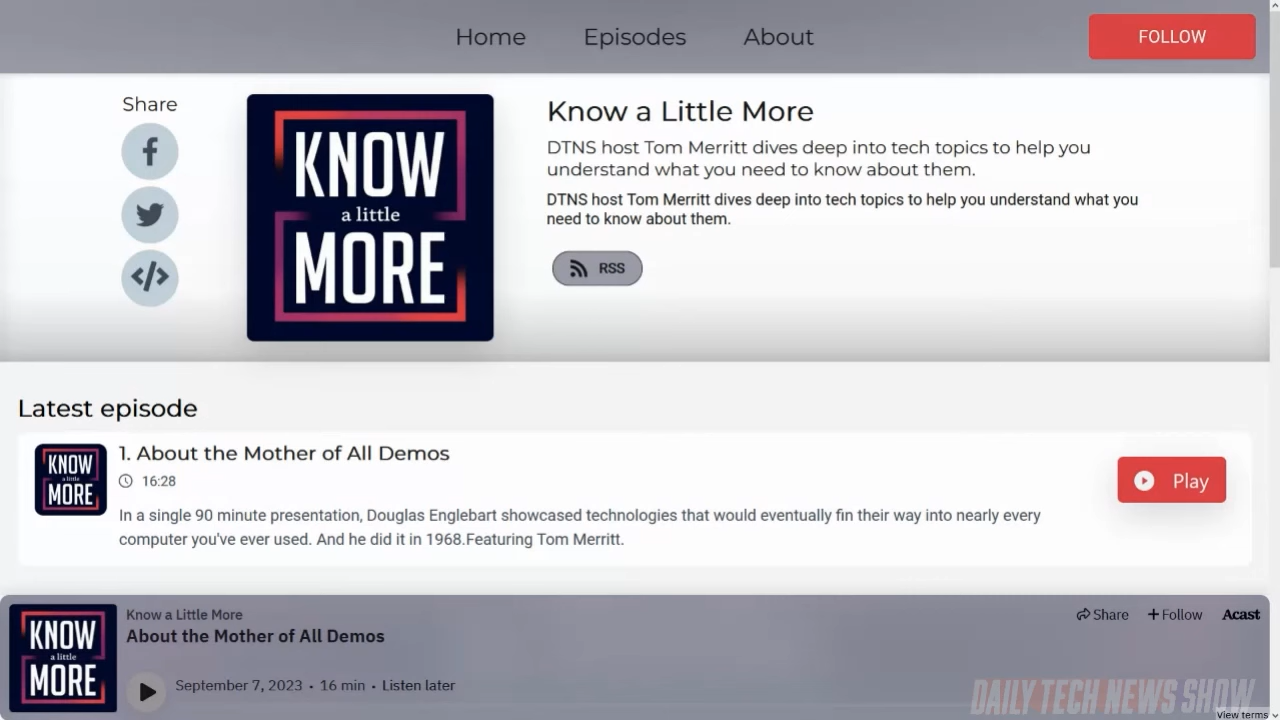 Home Episodes About FOLLOW
Share
KNOW
a little
MORE
Know a Little More
DTNS host Tom Merritt dives deep into tech topics to help you
understand what you need to know about them.
DTNS host Tom Merritt dives deep into tech topics to help you understand what you
need to know about them.
RSS
Latest episode
KNOW
a little
MORE
1. About the Mother of All Demos
16:28
In a single 90 minute presentation, Douglas Englebart showcased technologies that would eventually fin their way into nearly every
computer you've ever used. And he did it in 1968.Featuring Tom Merritt.
Play
KNOW
a little
MORE
Know a Little More
About the Mother of All Demos
September 7, 2023 • 16 min • Listen later
Share +Follow Acast
DAILY TECH NEWS SHOW
View terms